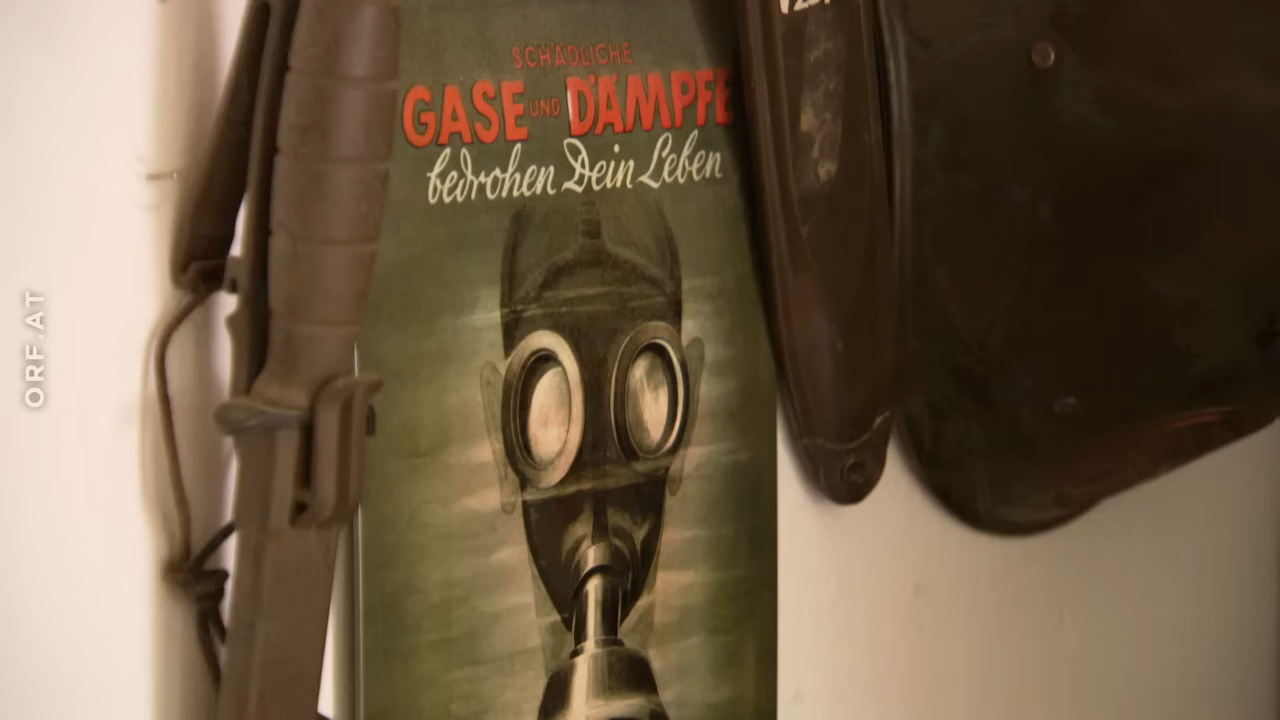 SCHÄDLICHE
GASE UND DÄMPFE
bedrohen Dein Leben
ORF.AT